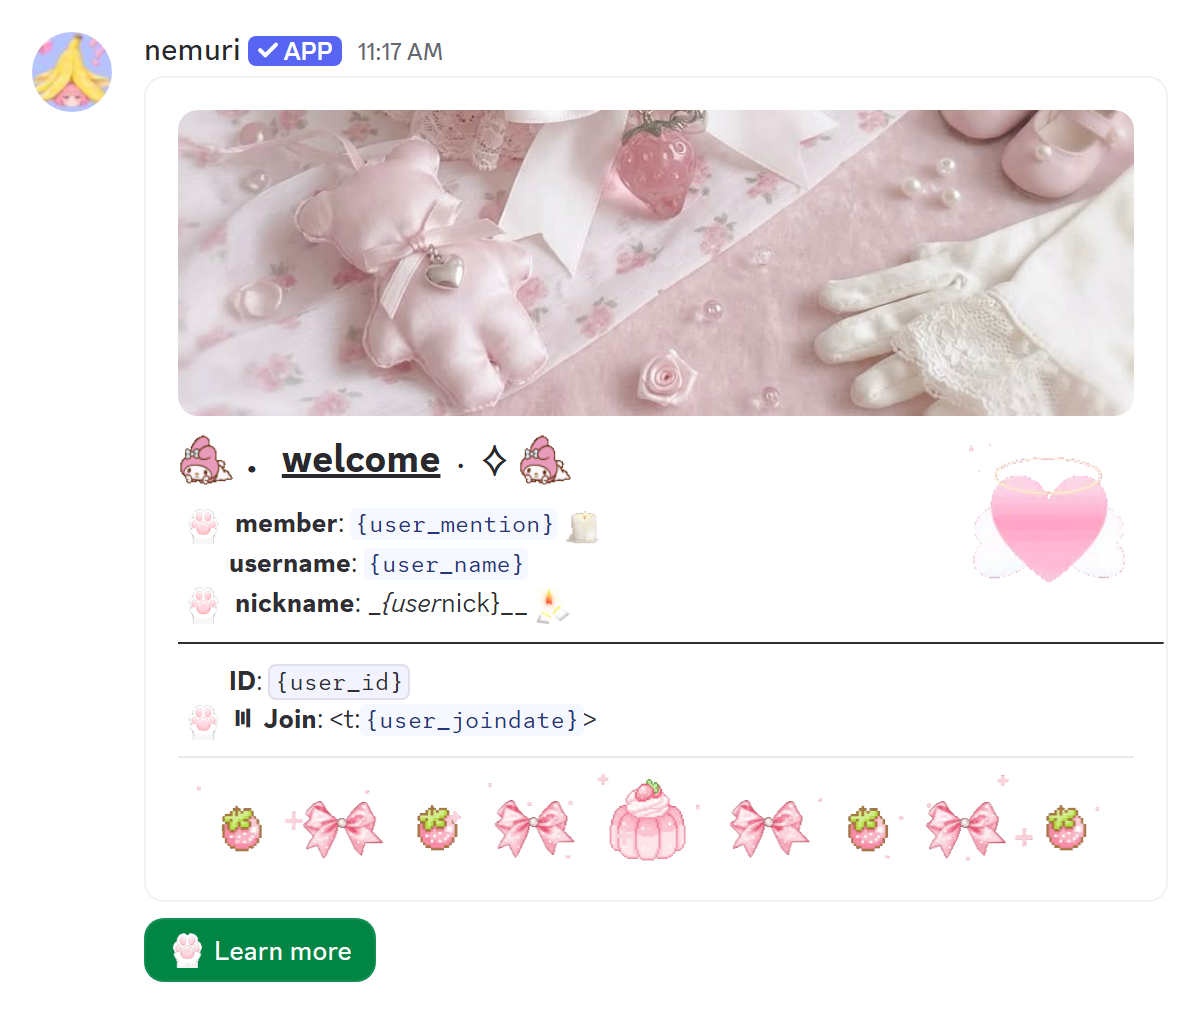 nemuri ✓ APP 11:17 AM
. welcome · ✧
member: {user_mention}
username: {user_name}
nickname: _{usernick}__
ID: {user_id}
Join: <t:{user_joindate}>
Learn more